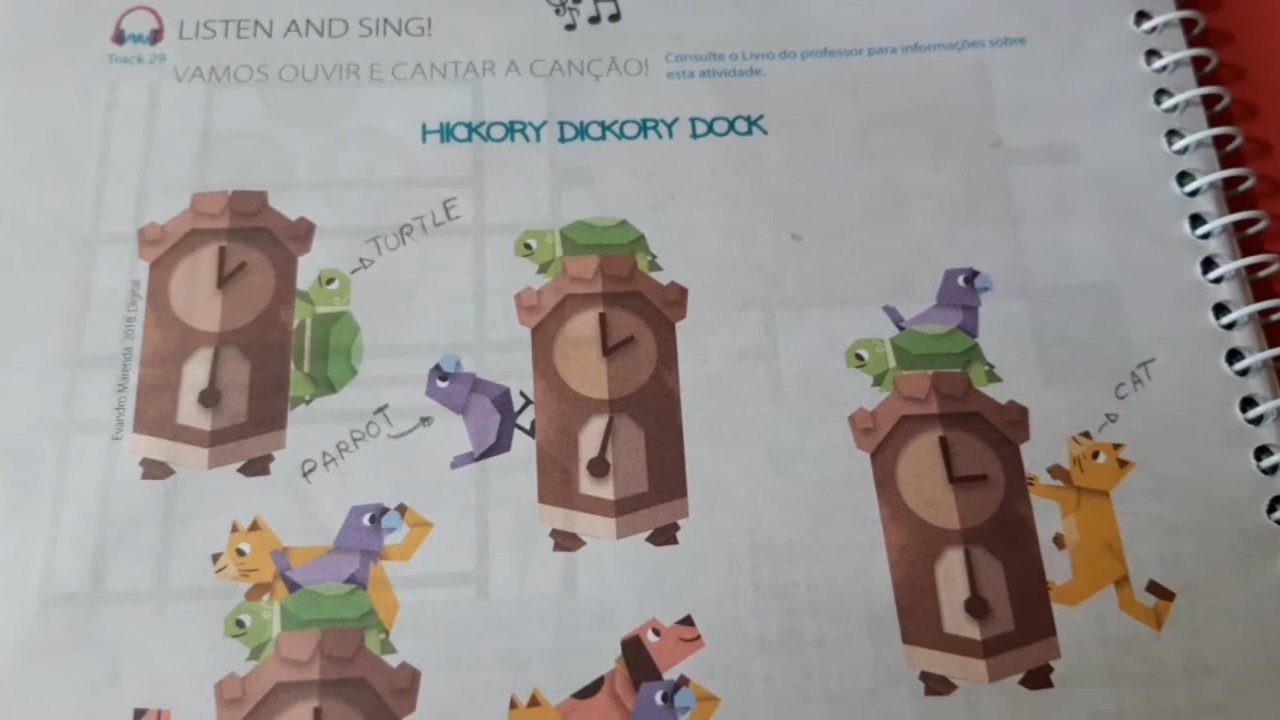 LISTEN AND SING!
Track 29
VAMOS OUVIR E CANTAR A CANÇÃO!
Consulte o Livro do professor para informações sobre
esta atividade.
HICKORY DICKORY DOCK
TURTLE
Evandro Marenda 2018. Digital
PARROT
CAT